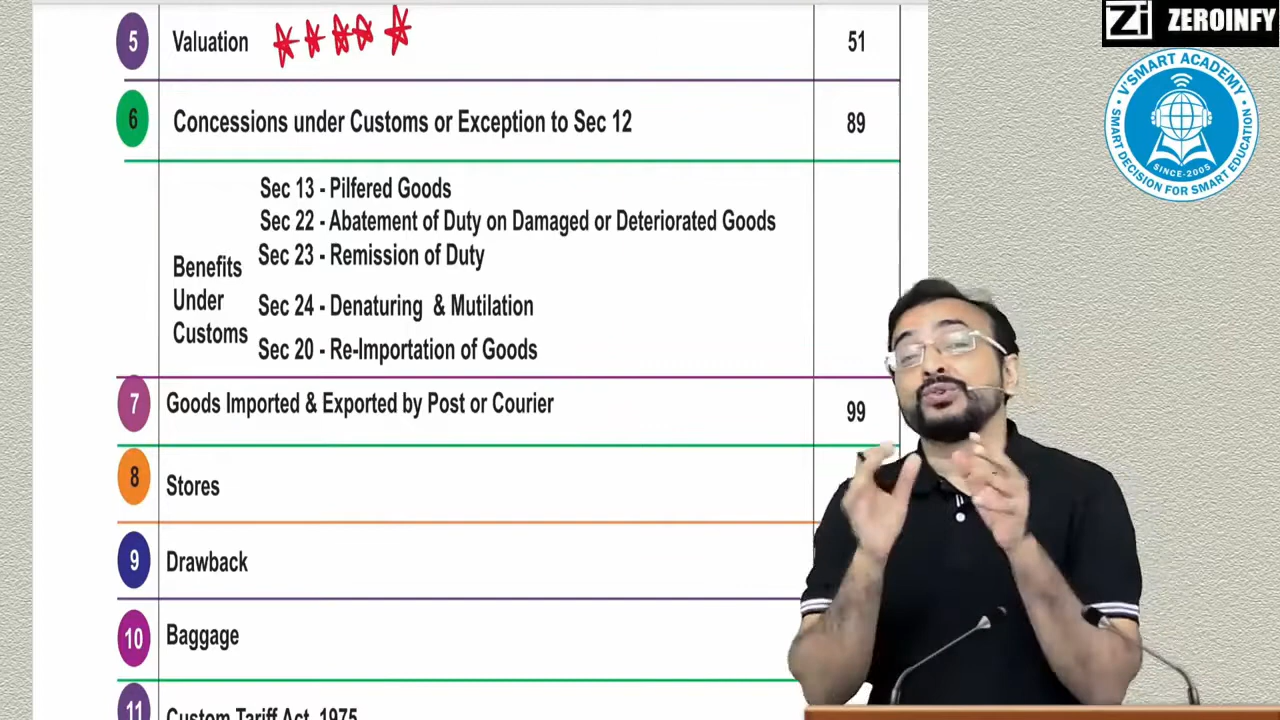 5 Valuation 51
6 Concessions under Customs or Exception to Sec 12 89
Benefits Under Customs
Sec 13 - Pilfered Goods
Sec 22 - Abatement of Duty on Damaged or Deteriorated Goods
Sec 23 - Remission of Duty
Sec 24 - Denaturing & Mutilation
Sec 20 - Re-Importation of Goods
7 Goods Imported & Exported by Post or Courier 99
8 Stores
9 Drawback
10 Baggage
11 Custom Tariff Act, 1975
Zi ZEROINFY
V'SMART ACADEMY
SINCE-2005
SMART DECISION FOR SMART EDUCATION